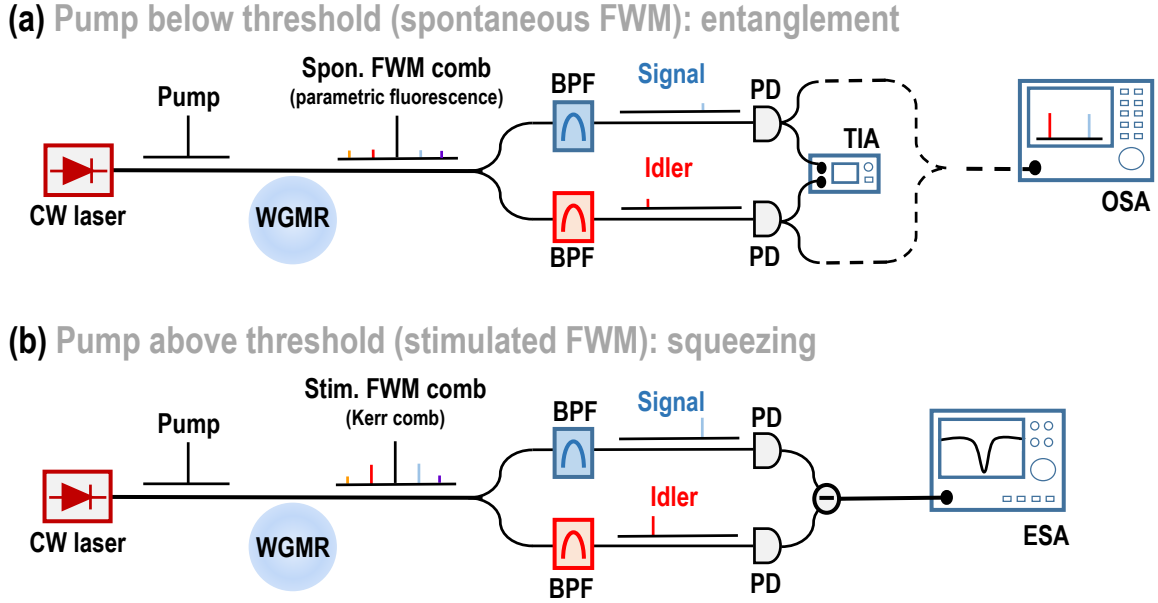 (a) Pump below threshold (spontaneous FWM): entanglement
Spon. FWM comb
(parametric fluorescence)
Pump
BPF
Signal
PD
TIA
CW laser
WGMR
Idler
BPF
PD
OSA
(b) Pump above threshold (stimulated FWM): squeezing
Stim. FWM comb
(Kerr comb)
Pump
BPF
Signal
PD
CW laser
WGMR
Idler
BPF
PD
ESA